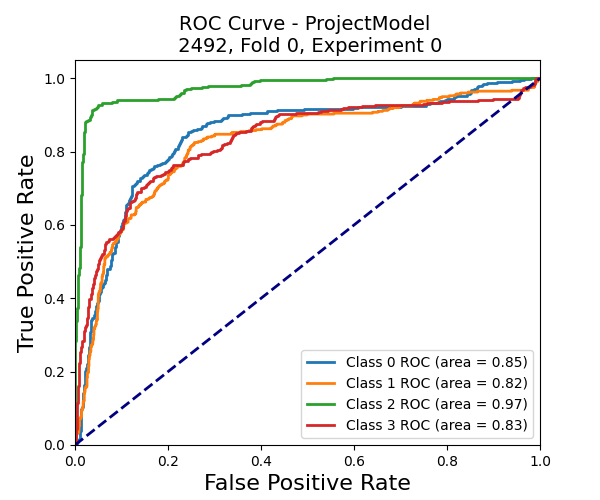 ROC Curve - ProjectModel
2492, Fold 0, Experiment 0
True Positive Rate
1.0
0.8
0.6
0.4
0.2
0.0
0.0 0.2 0.4 0.6 0.8 1.0
False Positive Rate
Class 0 ROC (area = 0.85)
Class 1 ROC (area = 0.82)
Class 2 ROC (area = 0.97)
Class 3 ROC (area = 0.83)